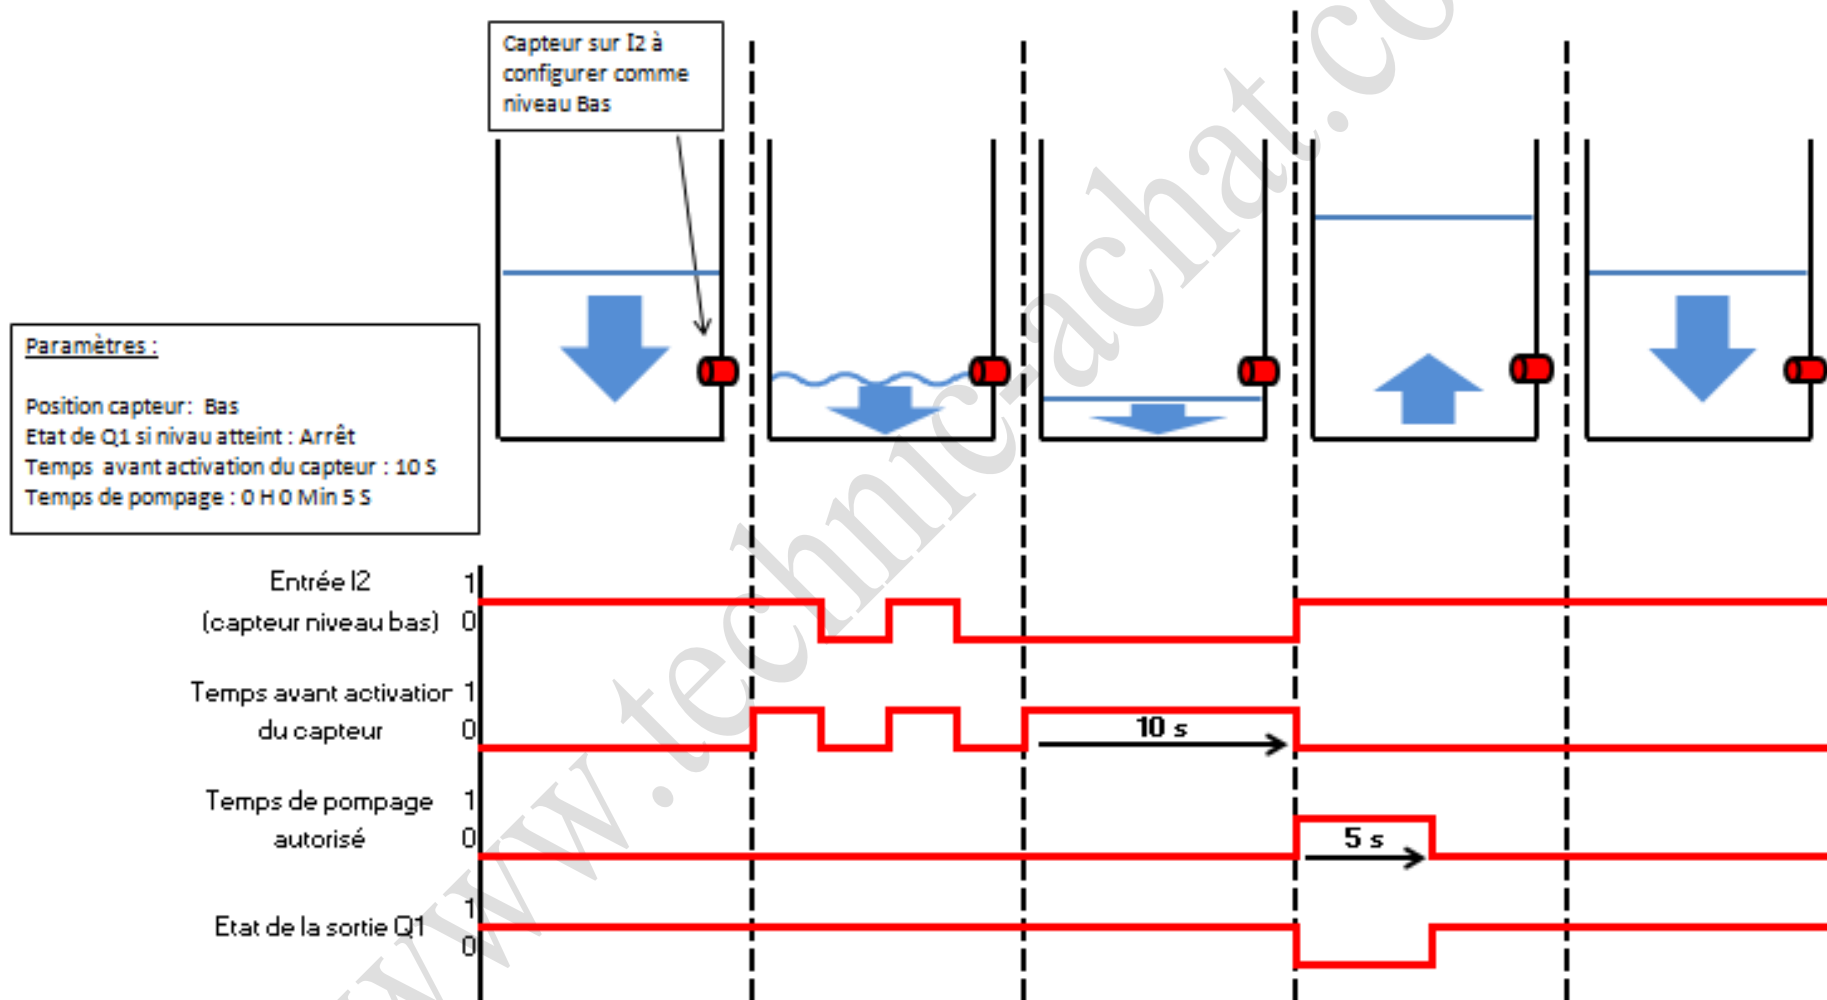 Capteur sur I2 à
configurer comme
niveau Bas
Paramètres :
Position capteur: Bas
Etat de Q1 si nivau atteint : Arrêt
Temps avant activation du capteur : 10 S
Temps de pompage : 0 H 0 Min 5 S
Entrée I2 1
(capteur niveau bas) 0
Temps avant activation 1
du capteur 0
10 s
Temps de pompage 1
autorisé 0
5 s
1
Etat de la sortie Q1
0
www.technic-achat.co